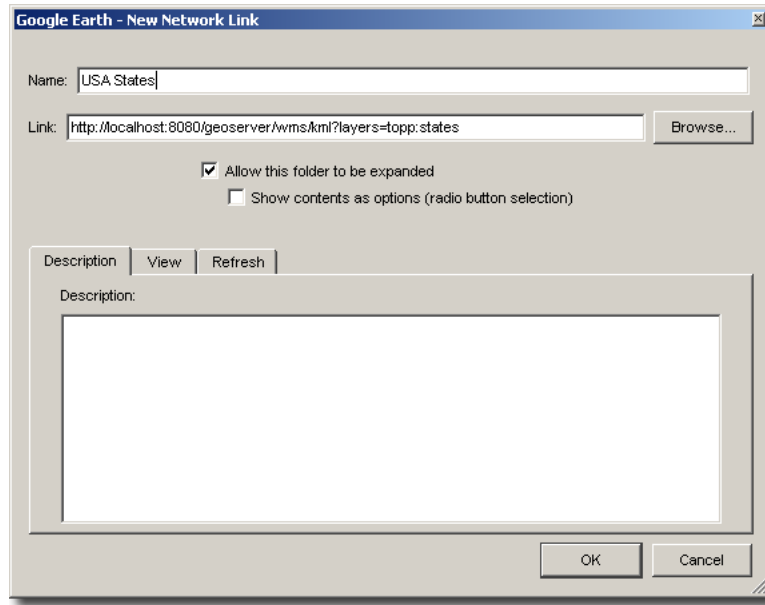 Google Earth - New Network Link
Name: USA States
Link: http://localhost:8080/geoserver/wms/kml?layers=topp:states Browse...
Allow this folder to be expanded
Show contents as options (radio button selection)
Description View Refresh
Description:
OK Cancel